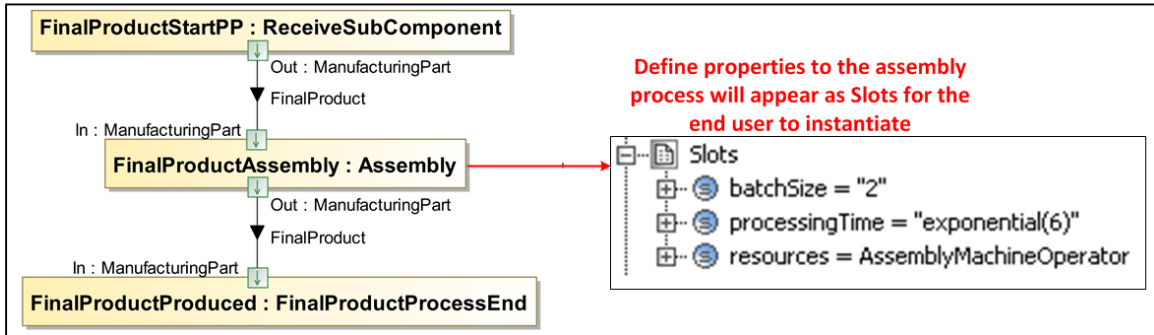 FinalProductStartPP : ReceiveSubComponent
Out : ManufacturingPart
FinalProduct
In : ManufacturingPart
FinalProductAssembly : Assembly
Out : ManufacturingPart
FinalProduct
In : ManufacturingPart
FinalProductProduced : FinalProductProcessEnd
Define properties to the assembly
process will appear as Slots for the
end user to instantiate
Slots
batchSize = "2"
processingTime = "exponential(6)"
resources = AssemblyMachineOperator